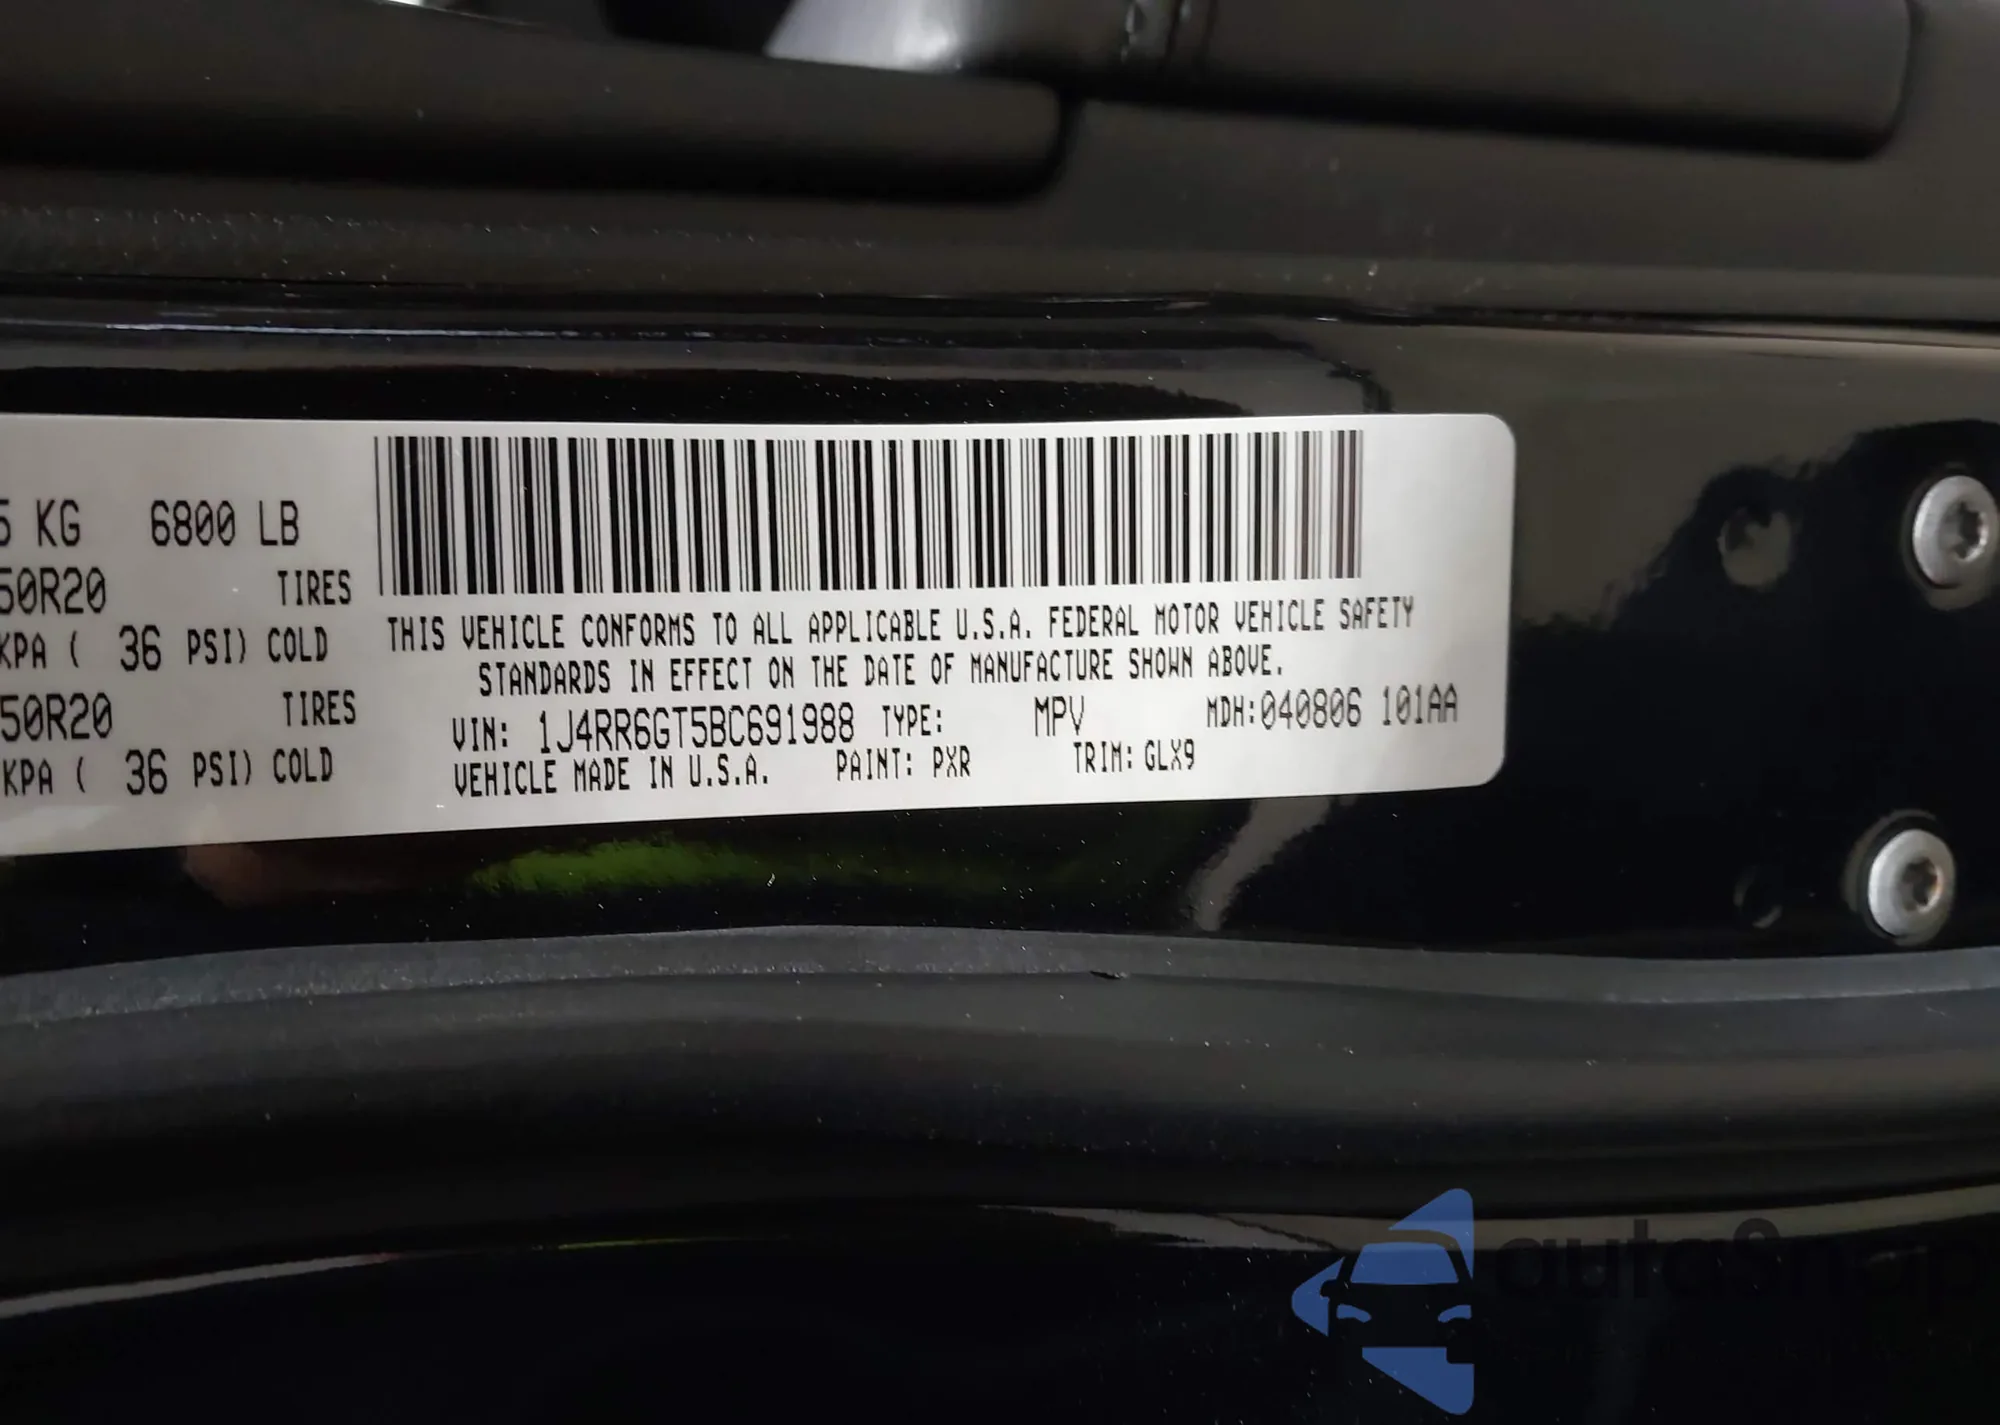 5 KG 6800 LB
50R20 TIRES
KPA ( 36 PSI) COLD
50R20 TIRES
KPA ( 36 PSI) COLD
THIS VEHICLE CONFORMS TO ALL APPLICABLE U.S.A. FEDERAL MOTOR VEHICLE SAFETY
STANDARDS IN EFFECT ON THE DATE OF MANUFACTURE SHOWN ABOVE.
VIN: 1J4RR6GT5BC691988 TYPE: MPV MDH:040806 101AA
VEHICLE MADE IN U.S.A. PAINT: PXR TRIM: GLX9
autoSnap